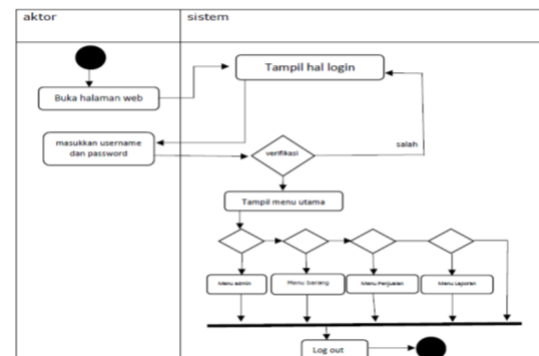 aktor
sistem
Tampil hal login
Buka halaman web
masukkan username
dan password
verifikasi
salah
Tampil menu utama
Menu admin
Menu barang
Menu Penjualan
Menu Laporan
Log out